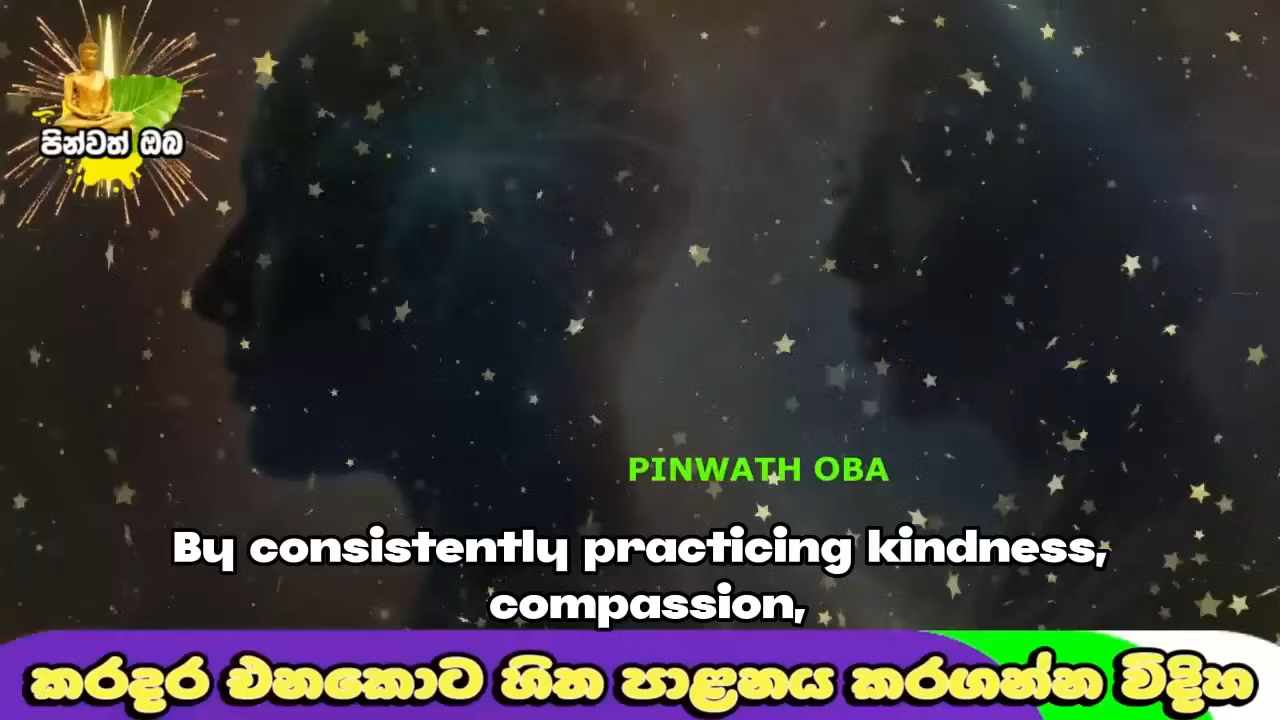 පින්වත් ඔබ
PINWATH OBA
By consistently practicing kindness,
compassion,
කරදර එනකොට හිත පාළනය කරගන්න විදිහ